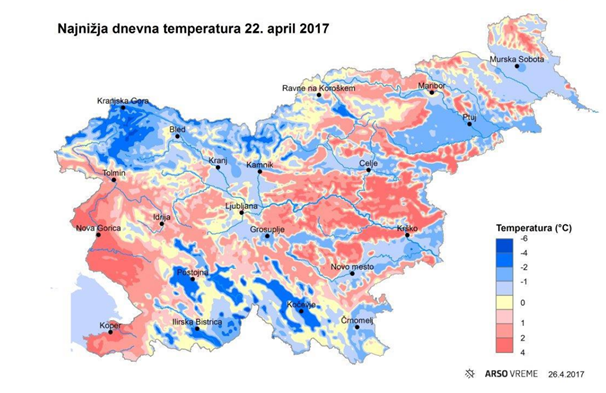 Najnižja dnevna temperatura 22. april 2017
Murska Sobota
Ravne na Koroškem
Maribor
Kranjska Gora
Ptuj
Bled
Kranj
Kamnik
Celje
Tolmin
Ljubljana
Idrija
Nova Gorica
Grosuplje
Krško
Postojna
Novo mesto
Kočevje
Koper
Ilirska Bistrica
Črnomelj
Temperatura (°C)
-6
-4
-2
-1
0
1
2
4
ARSO VREME 26.4.2017